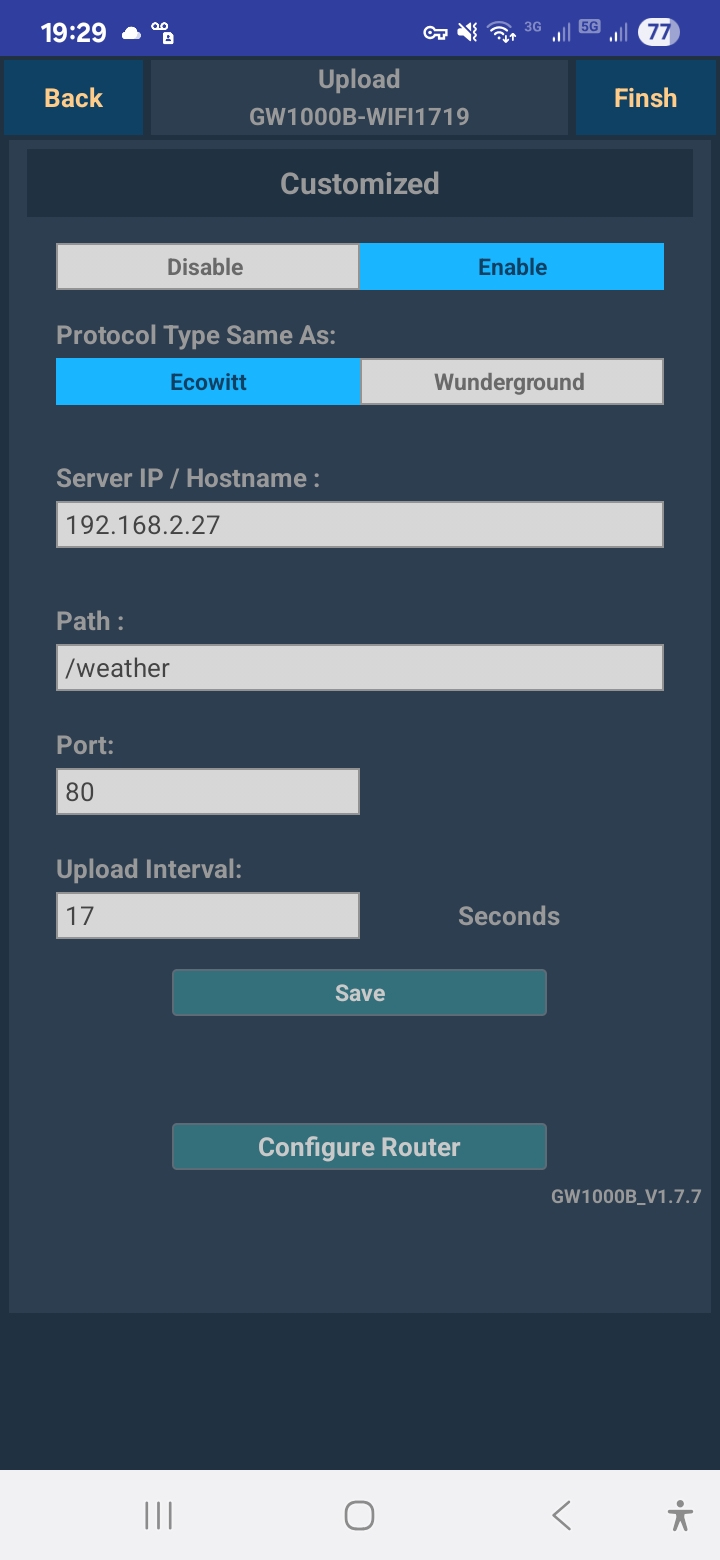 19:29
3G
5G
77
Back
Upload
GW1000B-WIFI1719
Finsh
Customized
Disable
Enable
Protocol Type Same As:
Ecowitt
Wunderground
Server IP / Hostname :
192.168.2.27
Path :
/weather
Port:
80
Upload Interval:
17
Seconds
Save
Configure Router
GW1000B_V1.7.7